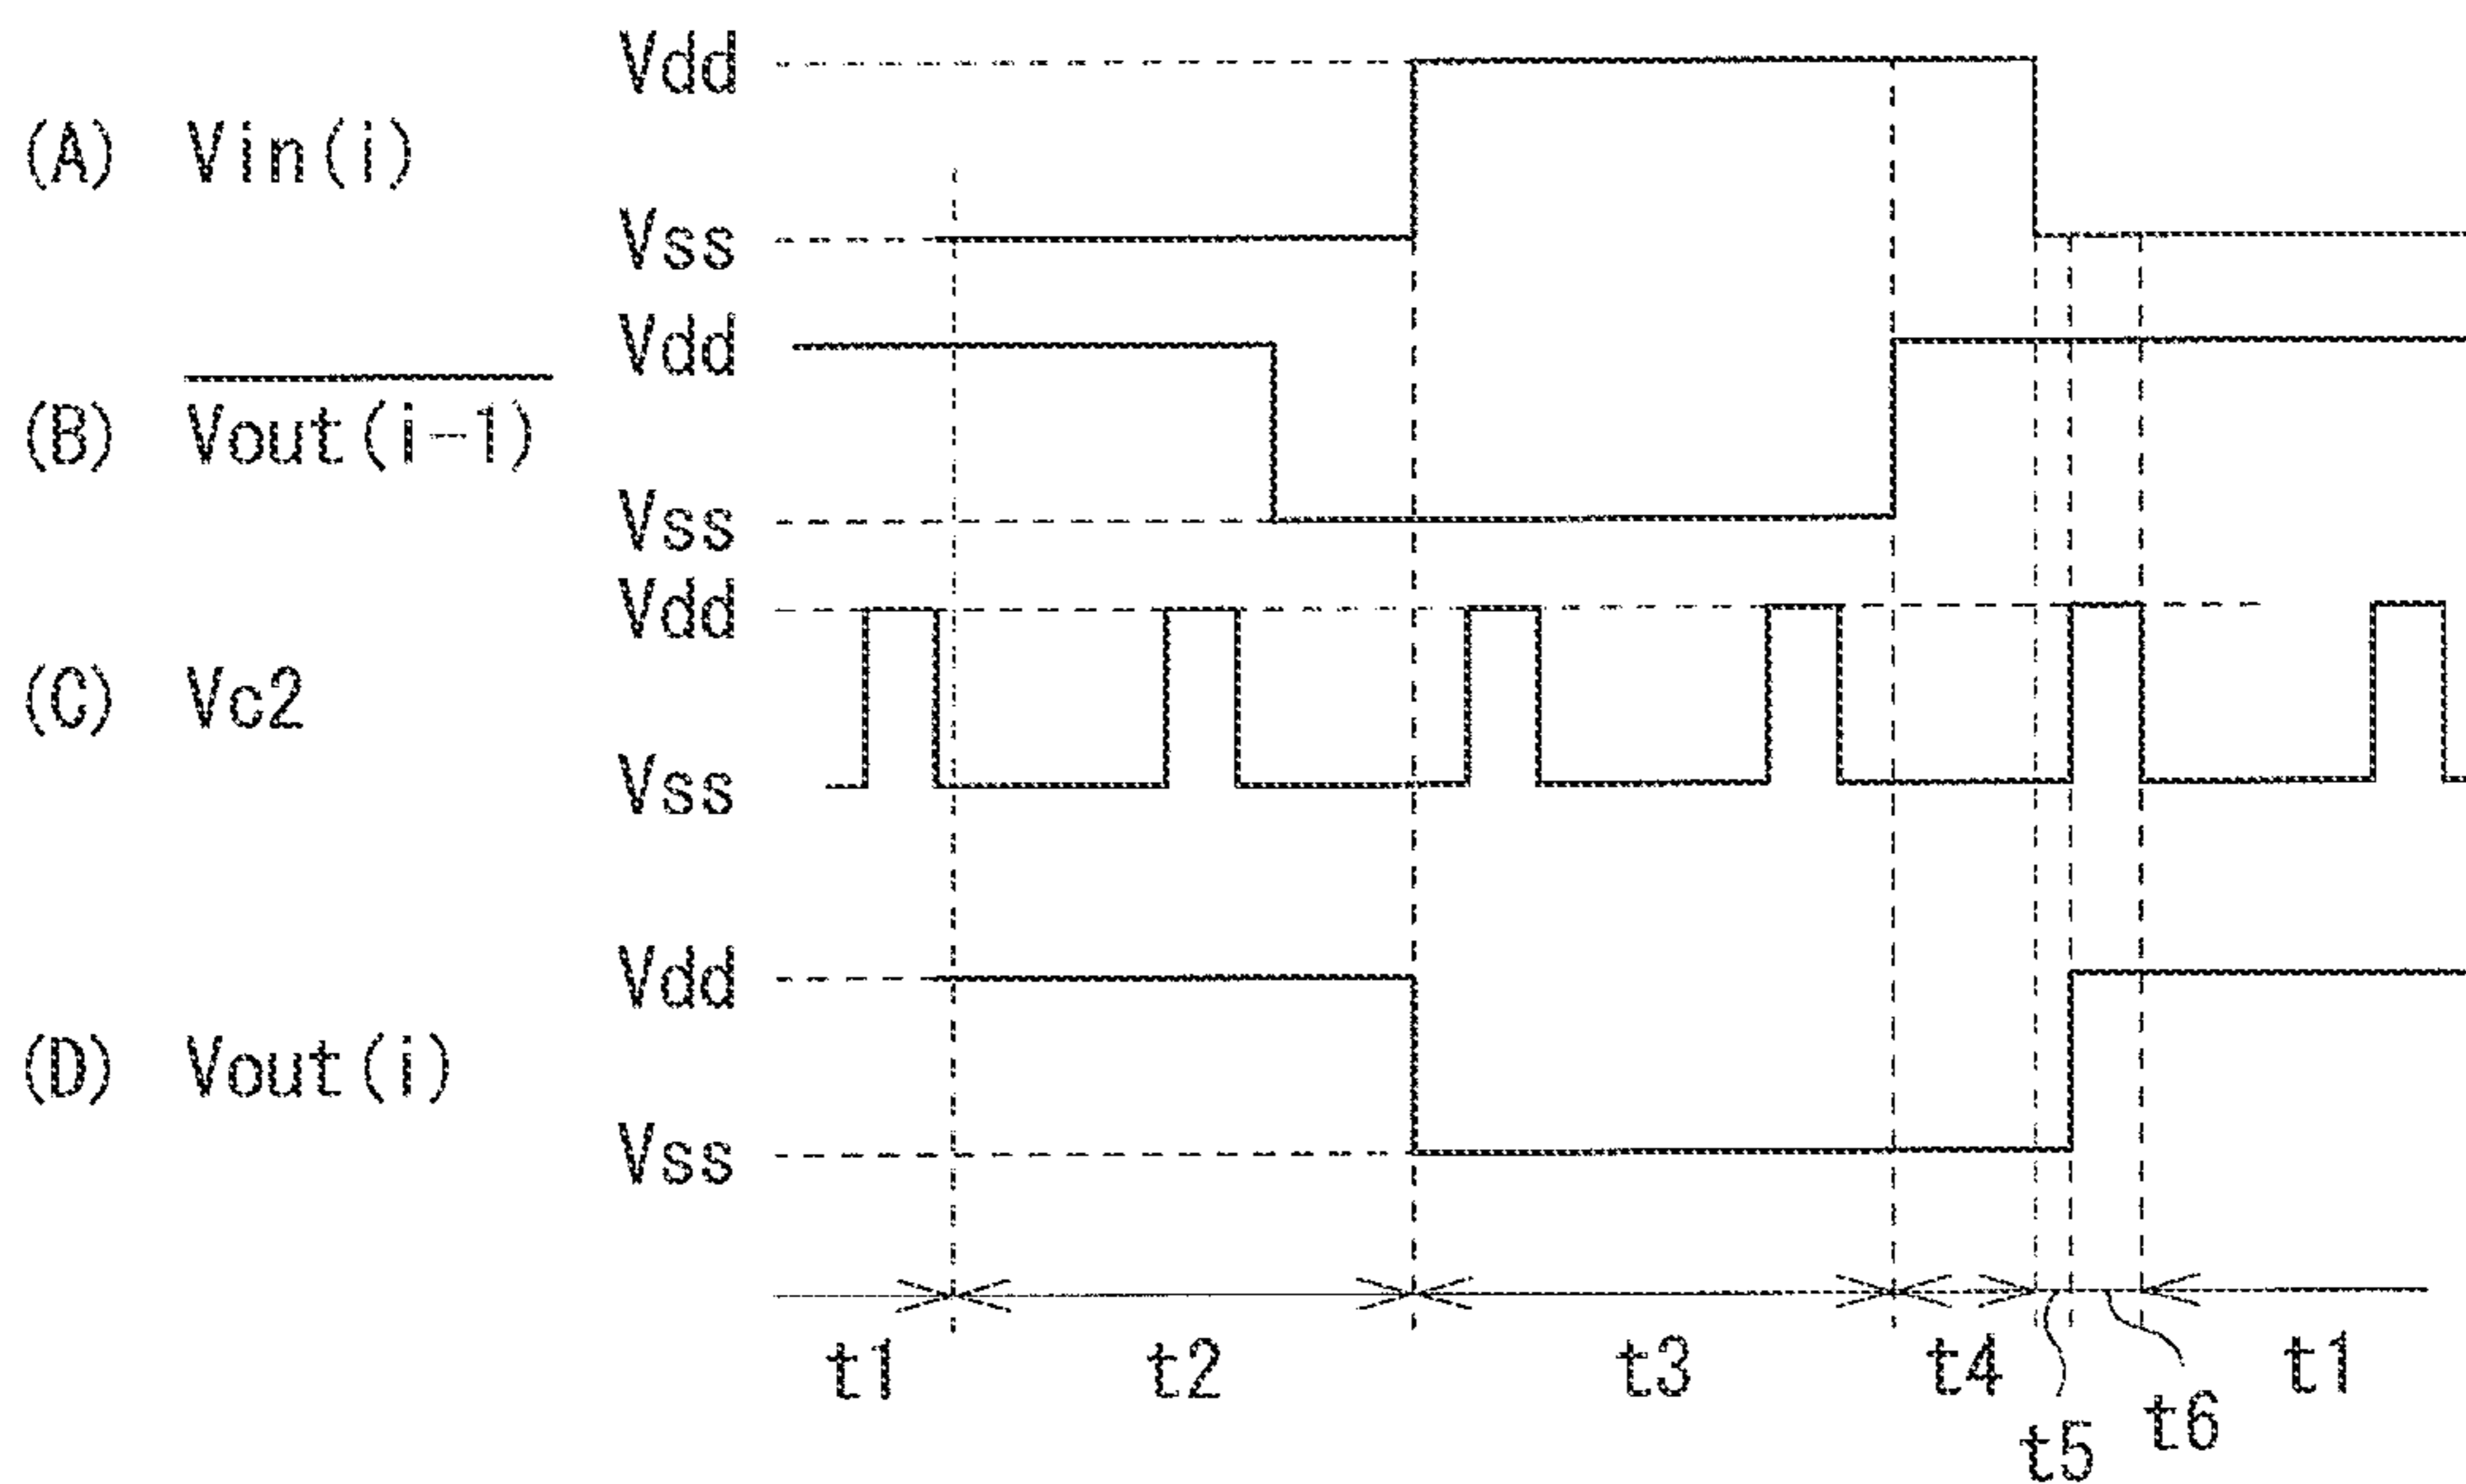 Vdd
(A) Vin(i)
Vss
Vdd
(B) V̅o̅u̅t̅(̅i̅-̅1̅)̅
Vss
Vdd
(C) Vc2
Vss
Vdd
(D) Vout(i)
Vss
t1 t2 t3 t4 t5 t6 t1